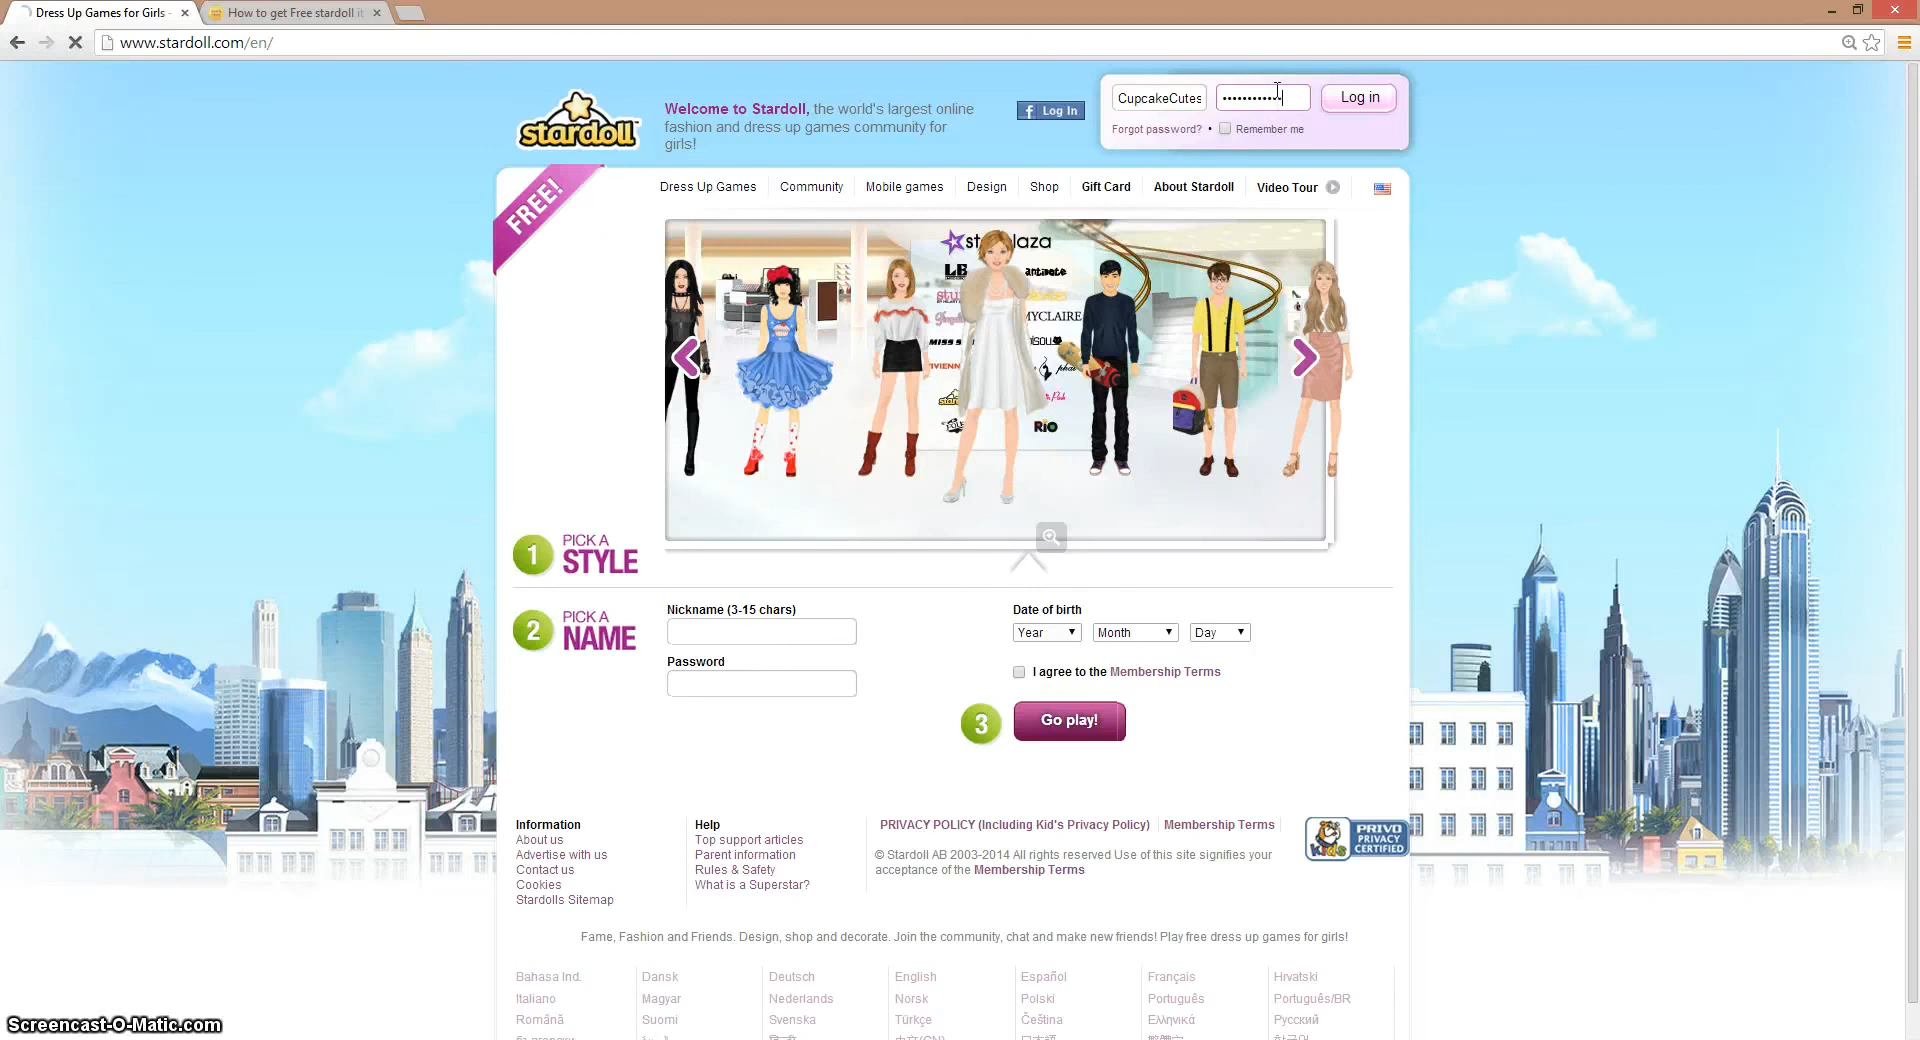 Dress Up Games for Girls -
How to get Free stardoll it
www.stardoll.com/en/
stardoll
Welcome to Stardoll, the world's largest online
fashion and dress up games community for
girls!
f Log In
CupcakeCutes
••••••••••••
Log in
Forgot password? • Remember me
FREE!
Dress Up Games
Community
Mobile games
Design
Shop
Gift Card
About Stardoll
Video Tour
LB
antidote
MYCLAIRE
MISS S
VIVIENN
Rio
1 PICK A
STYLE
2 PICK A
NAME
Nickname (3-15 chars)
Password
Date of birth
Year Month Day
I agree to the Membership Terms
3 Go play!
Information
About us
Advertise with us
Contact us
Cookies
Stardolls Sitemap
Help
Top support articles
Parent information
Rules & Safety
What is a Superstar?
PRIVACY POLICY (Including Kid's Privacy Policy)
Membership Terms
© Stardoll AB 2003-2014 All rights reserved Use of this site signifies your
acceptance of the Membership Terms
kids
PRIVO
PRIVACY
CERTIFIED
Fame, Fashion and Friends. Design, shop and decorate. Join the community, chat and make new friends! Play free dress up games for girls!
Bahasa Ind. Dansk Deutsch English Español Français Hrvatski
Italiano Magyar Nederlands Norsk Polski Português Português/BR
Română Suomi Svenska Türkçe Čeština Ελληνικά Русский
Screencast-O-Matic.com